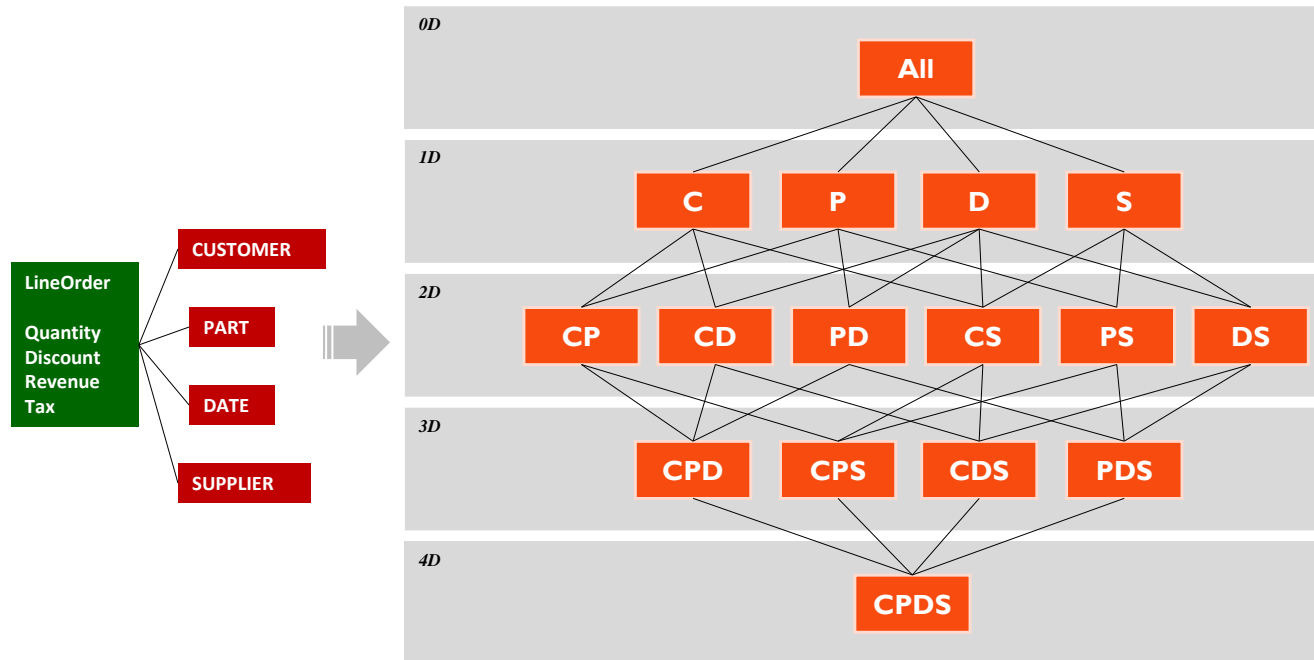 LineOrder
Quantity
Discount
Revenue
Tax
CUSTOMER
PART
DATE
SUPPLIER
0D
All
1D
C P D S
2D
CP CD PD CS PS DS
3D
CPD CPS CDS PDS
4D
CPDS